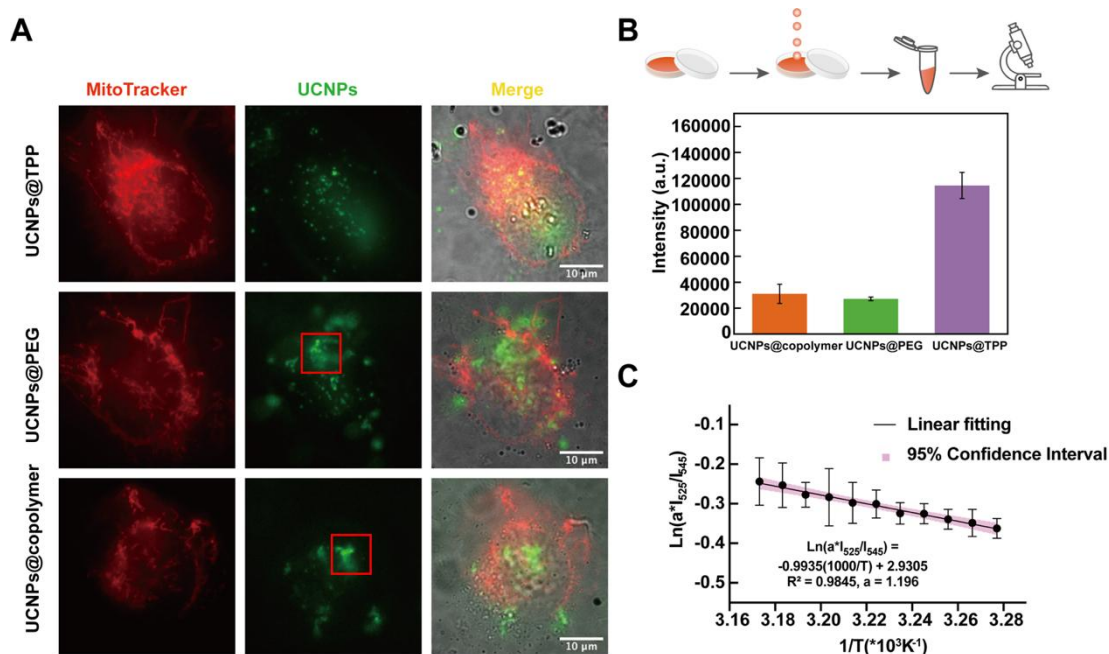 A
MitoTracker
UCNPs
Merge
UCNPs@TPP
10 µm
UCNPs@PEG
10 µm
UCNPs@copolymer
10 µm
B
160000
140000
120000
100000
80000
60000
40000
20000
0
Intensity (a.u.)
UCNPs@copolymer UCNPs@PEG UCNPs@TPP
C
-0.1
-0.2
-0.3
-0.4
-0.5
Ln(a*I₅₂₅/I₅₄₅)
Linear fitting
95% Confidence Interval
Ln(a*I₅₂₅/I₅₄₅) =
-0.9935(1000/T) + 2.9305
R² = 0.9845, a = 1.196
3.16 3.18 3.20 3.22 3.24 3.26 3.28
1/T(*10³K⁻¹)